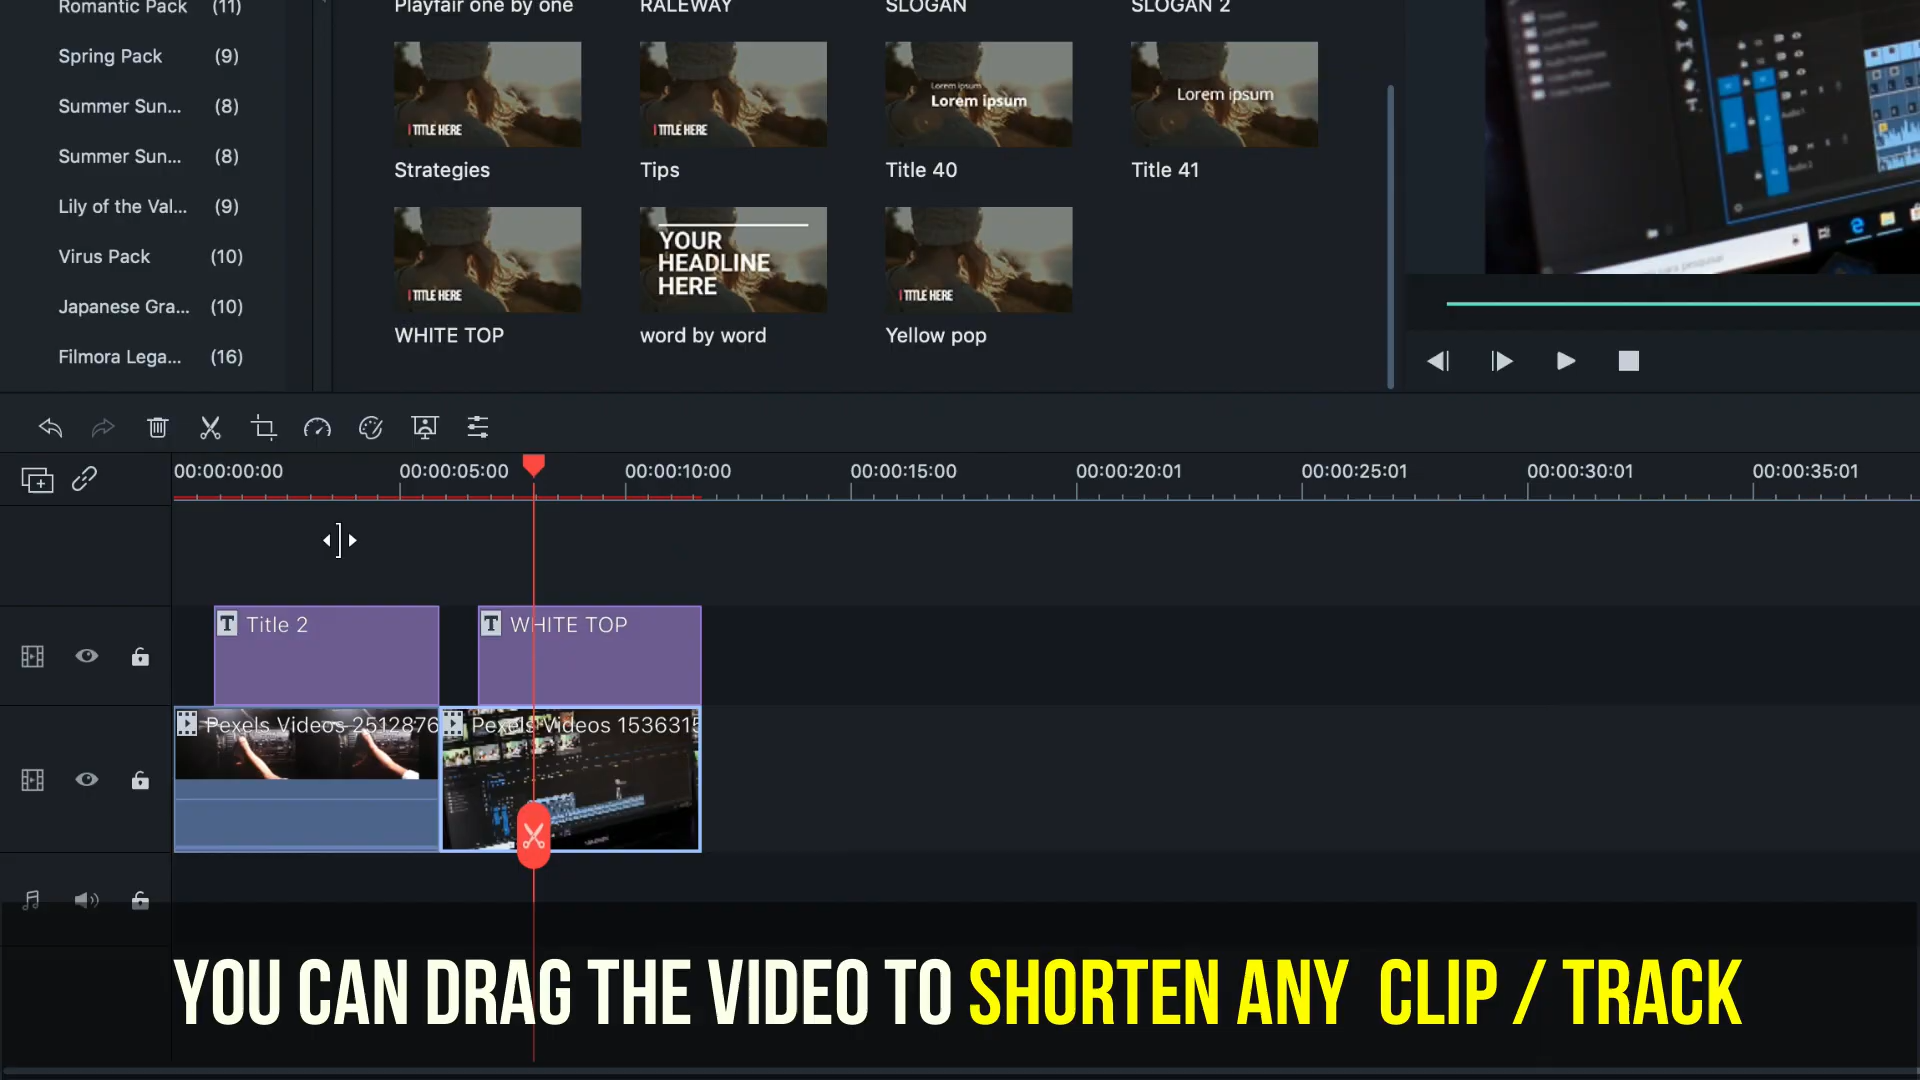 Romantic Pack (11)
Playfair one by one
RALEWAY
SLOGAN
SLOGAN 2
Spring Pack (9)
Summer Sun... (8)
Summer Sun... (8)
Lily of the Val... (9)
Virus Pack (10)
Japanese Gra... (10)
Filmora Lega... (16)
TITLE HERE
TITLE HERE
Lorem ipsum
Lorem ipsum
Lorem ipsum
Strategies
Tips
Title 40
Title 41
TITLE HERE
YOUR
HEADLINE
HERE
TITLE HERE
WHITE TOP
word by word
Yellow pop
00:00:00:00
00:00:05:00
00:00:10:00
00:00:15:00
00:00:20:01
00:00:25:01
00:00:30:01
00:00:35:01
T Title 2
T WHITE TOP
Pexels Videos 2512876
Pexels Videos 1536315
YOU CAN DRAG THE VIDEO TO SHORTEN ANY CLIP / TRACK